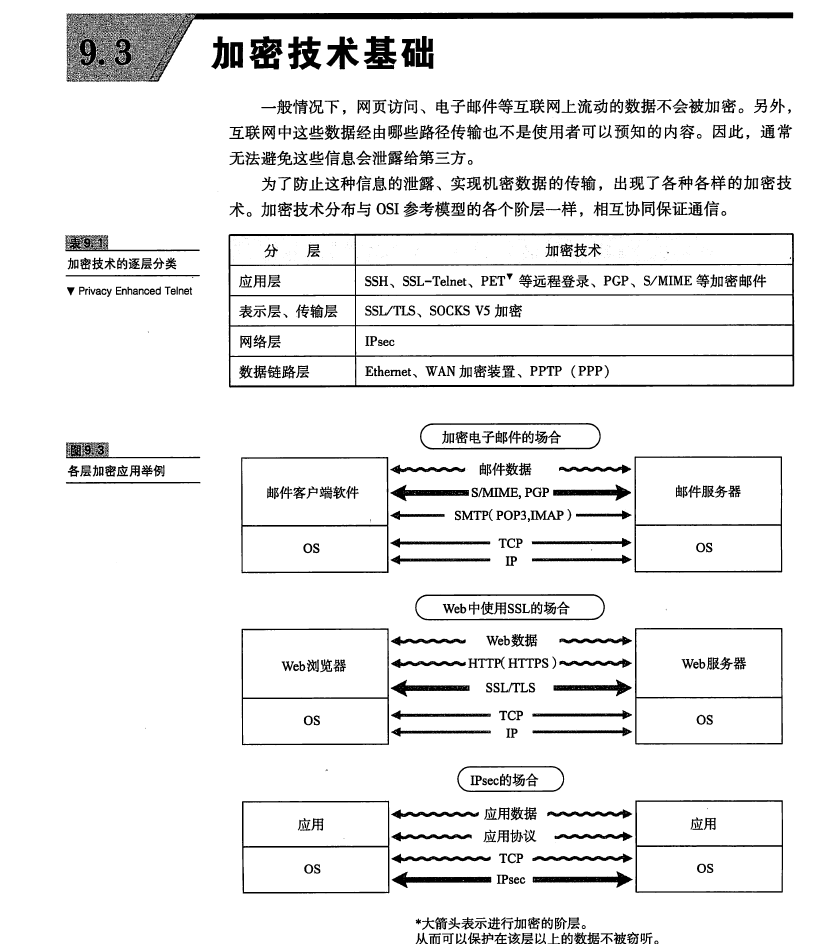 9.3 加密技术基础
一般情况下，网页访问、电子邮件等互联网上流动的数据不会被加密。另外，
互联网中这些数据经由哪些路径传输也不是使用者可以预知的内容。因此，通常
无法避免这些信息会泄露给第三方。
为了防止这种信息的泄露、实现机密数据的传输，出现了各种各样的加密技
术。加密技术分布与 OSI 参考模型的各个阶层一样，相互协同保证通信。
表9.1
加密技术的逐层分类
▼ Privacy Enhanced Telnet
分 层 加密技术
应用层 SSH、SSL-Telnet、PET▼ 等远程登录、PGP、S/MIME 等加密邮件
表示层、传输层 SSL/TLS、SOCKS V5 加密
网络层 IPsec
数据链路层 Ethernet、WAN 加密装置、PPTP（PPP）
图9.3
各层加密应用举例
加密电子邮件的场合
邮件数据
邮件客户端软件 S/MIME, PGP 邮件服务器
SMTP( POP3,IMAP )
OS TCP OS
IP
Web中使用SSL的场合
Web数据
Web浏览器 HTTP( HTTPS ) Web服务器
SSL/TLS
OS TCP OS
IP
IPsec的场合
应用 应用数据 应用
应用协议
OS TCP OS
IPsec
*大箭头表示进行加密的阶层。
从而可以保护在该层以上的数据不被窃听。